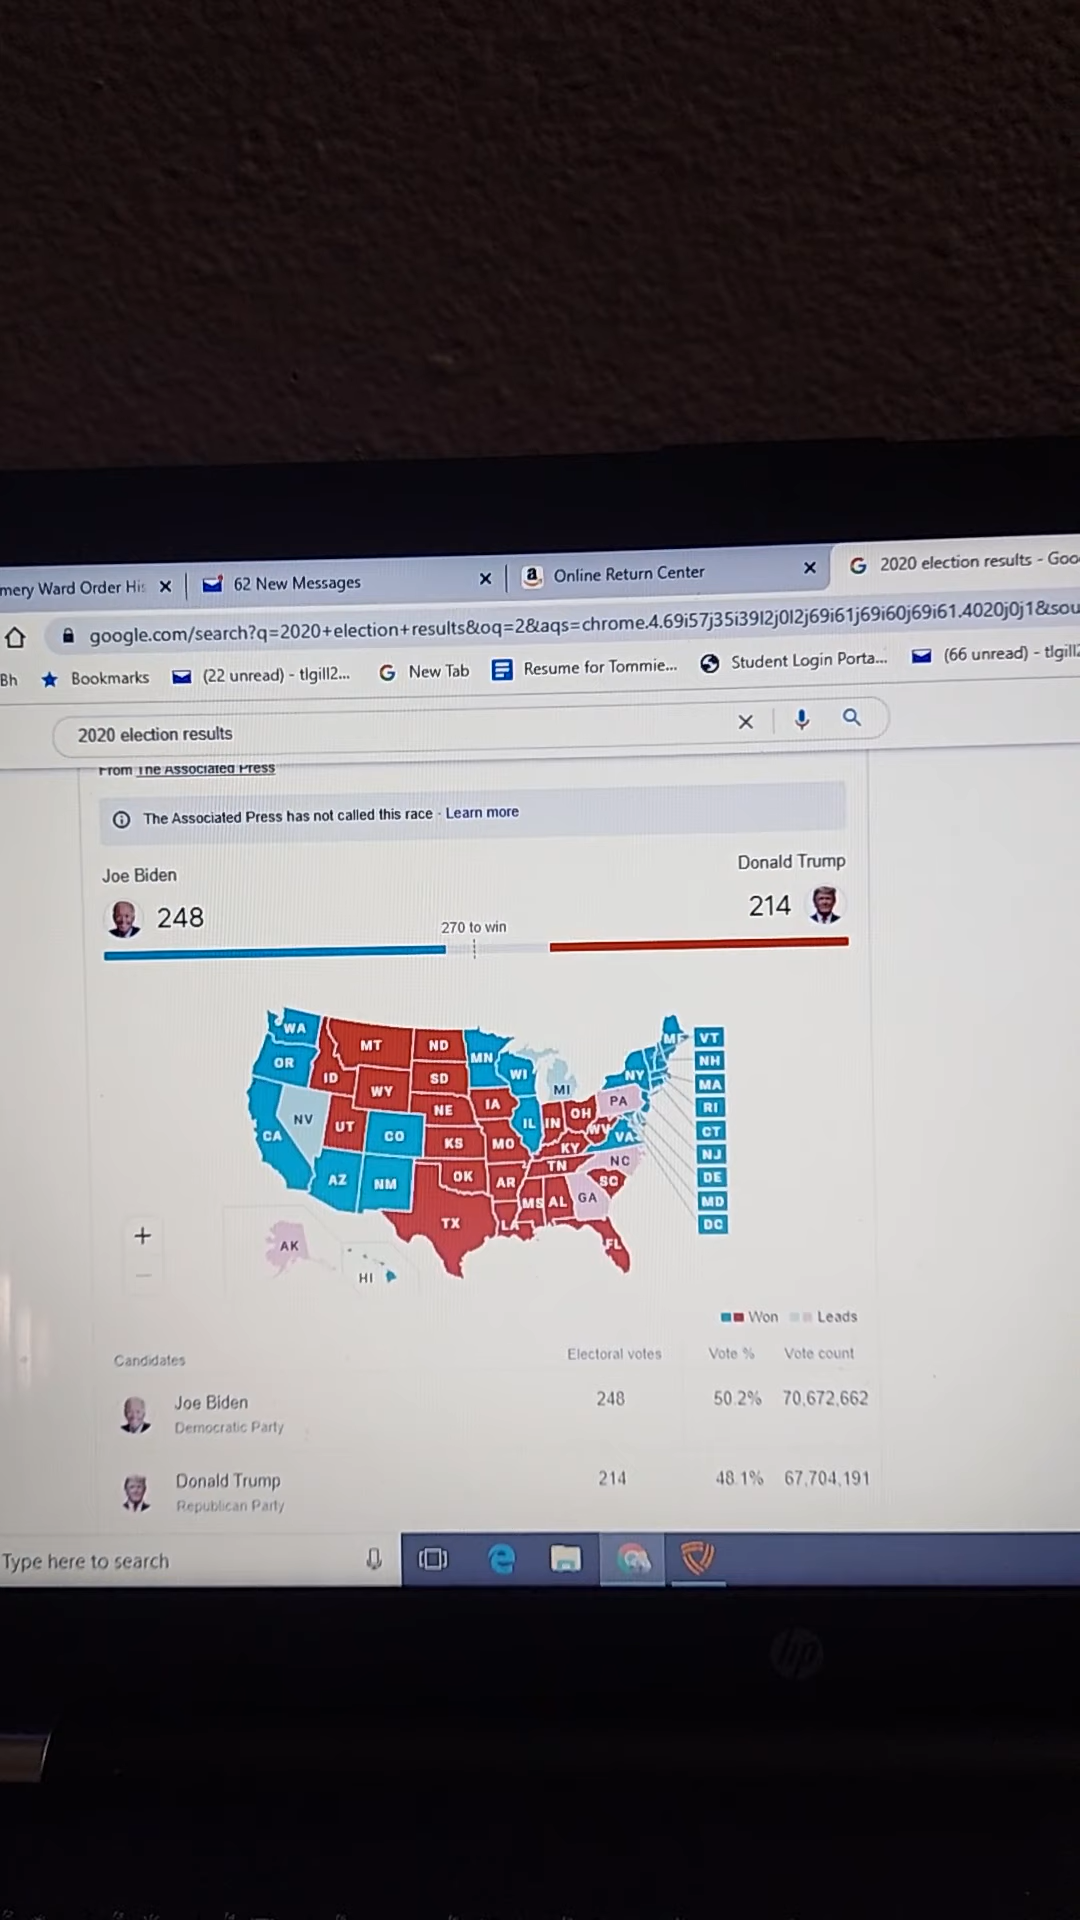 mery Ward Order His
62 New Messages
Online Return Center
2020 election results - Goo
google.com/search?q=2020+election+results&oq=2&aqs=chrome.4.69i57j35i39l2j0l2j69i61j69i60j69i61.4020j0j1&sou
Bh
Bookmarks
(22 unread) - tlgill2...
New Tab
Resume for Tommie...
Student Login Porta...
(66 unread) - tlgill2
2020 election results
From The Associated Press
The Associated Press has not called this race · Learn more
Joe Biden
Donald Trump
248
214
270 to win
WA
MT
ND
MN
ME
VT
OR
ID
SD
WI
NH
WY
MI
NY
MA
NV
NE
IA
PA
RI
CA
UT
CO
KS
MO
IL
IN
OH
WV
VA
CT
KY
NJ
AZ
NM
OK
AR
TN
NC
DE
SC
MD
TX
LA
MS
AL
GA
DC
FL
AK
HI
+
Won
Leads
Candidates
Electoral votes
Vote %
Vote count
Joe Biden
248
50.2%
70,672,662
Democratic Party
Donald Trump
214
48.1%
67,704,191
Republican Party
Type here to search
hp